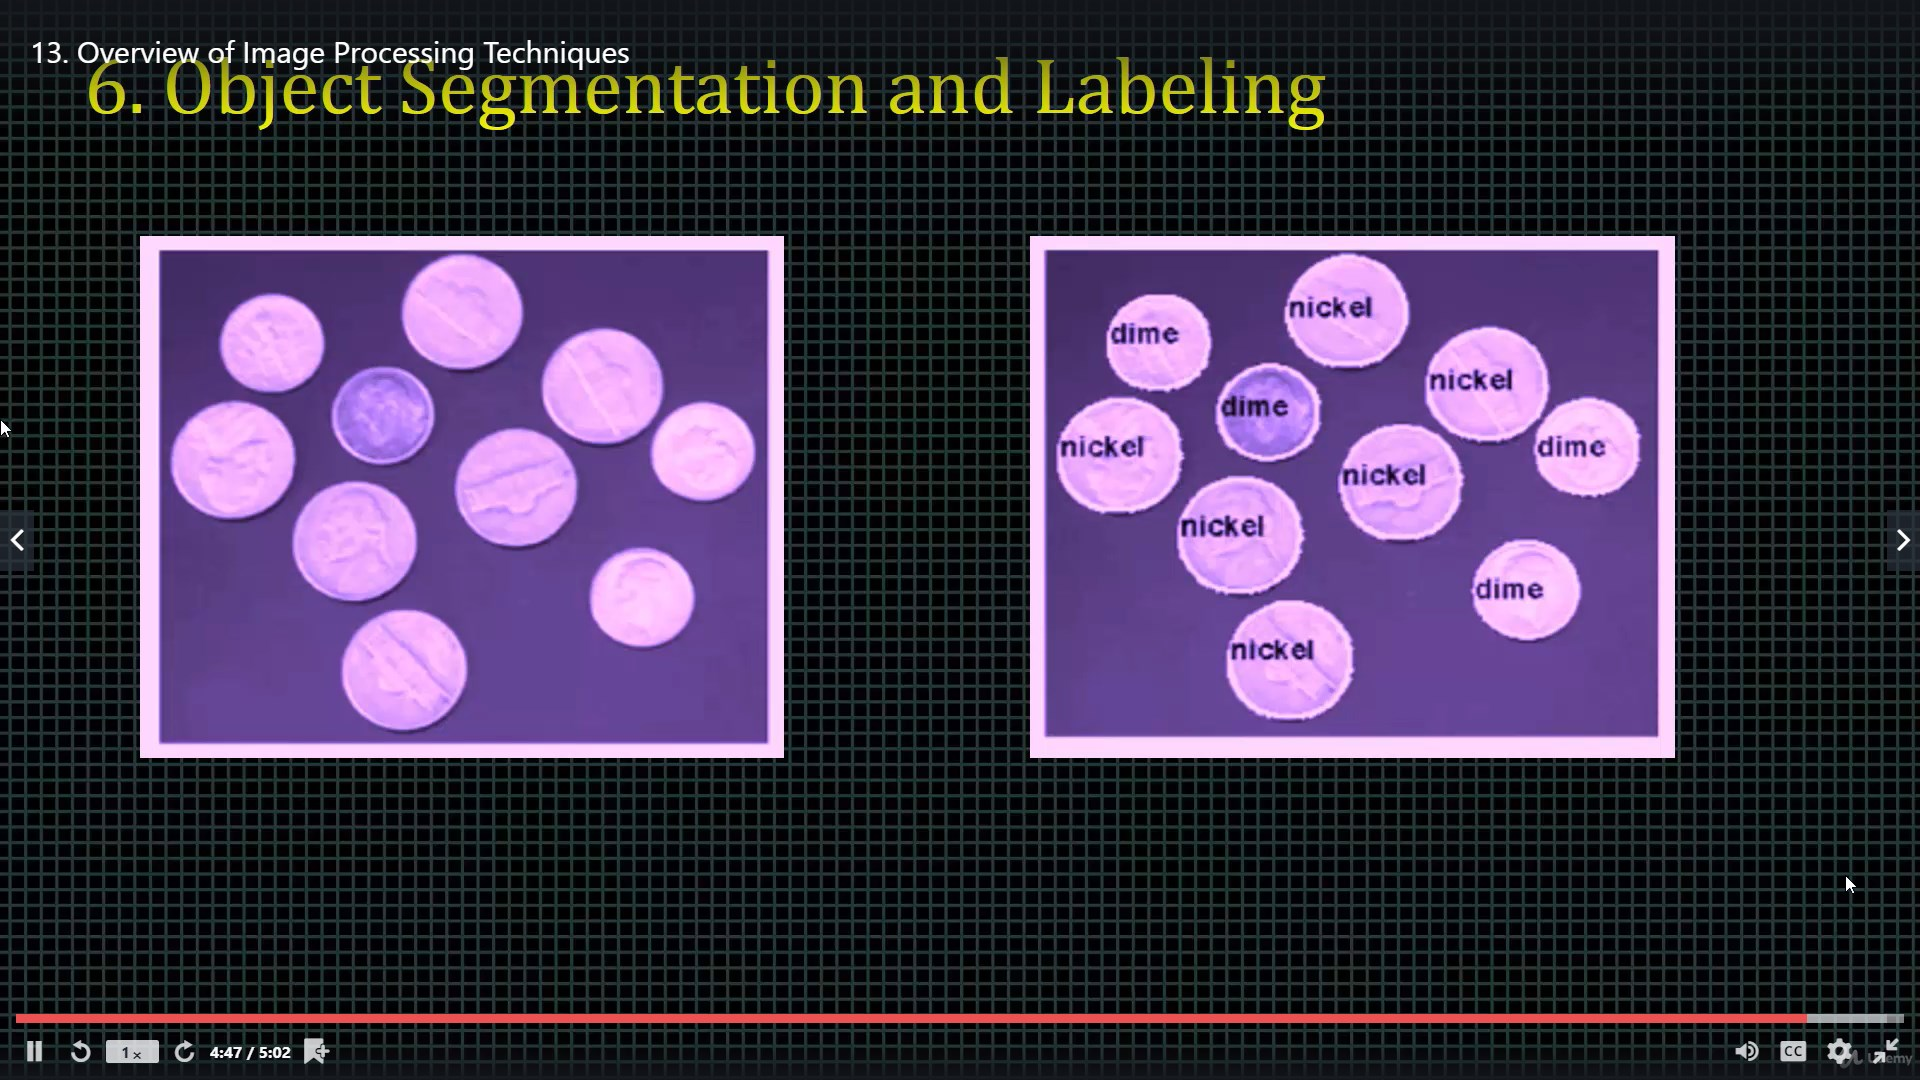 13. Overview of Image Processing Techniques
6. Object Segmentation and Labeling
nickel
dime
nickel
dime
nickel
dime
nickel
nickel
dime
nickel
1x
4:47 / 5:02
CC
Udemy